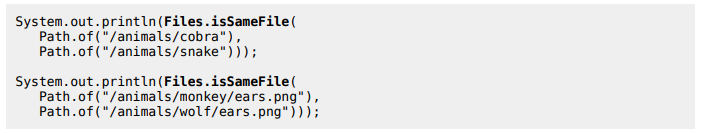 System.out.println(Files.isSameFile(
   Path.of("/animals/cobra"),
   Path.of("/animals/snake")));

System.out.println(Files.isSameFile(
   Path.of("/animals/monkey/ears.png"),
   Path.of("/animals/wolf/ears.png")));